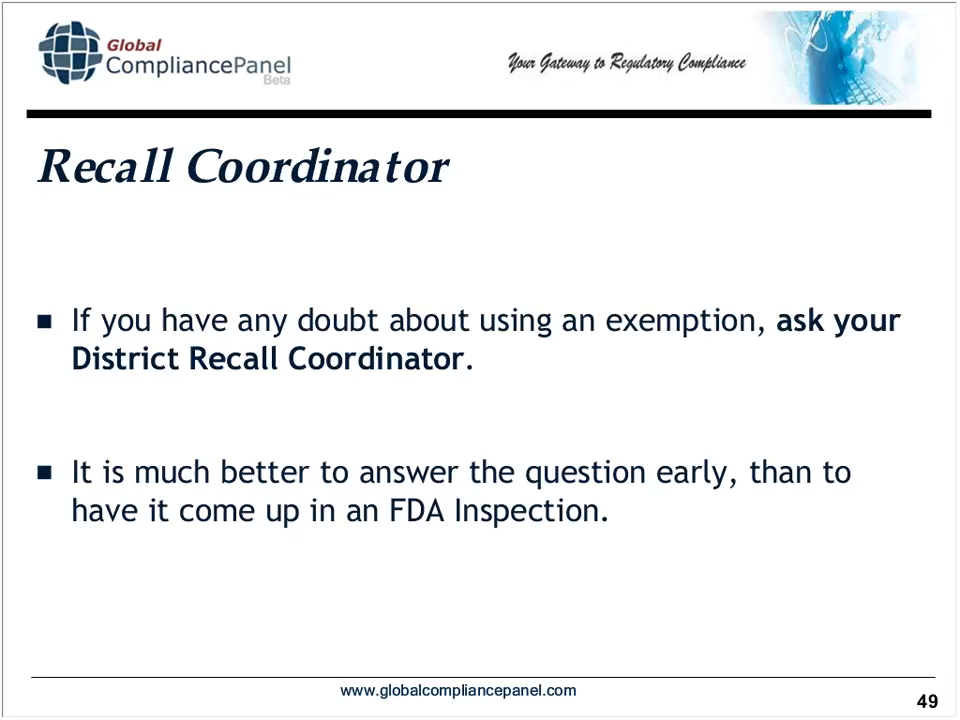 Global
CompliancePanel
Beta
Your Gateway to Regulatory Compliance
Recall Coordinator
If you have any doubt about using an exemption, ask your
District Recall Coordinator.
It is much better to answer the question early, than to
have it come up in an FDA Inspection.
www.globalcompliancepanel.com
49